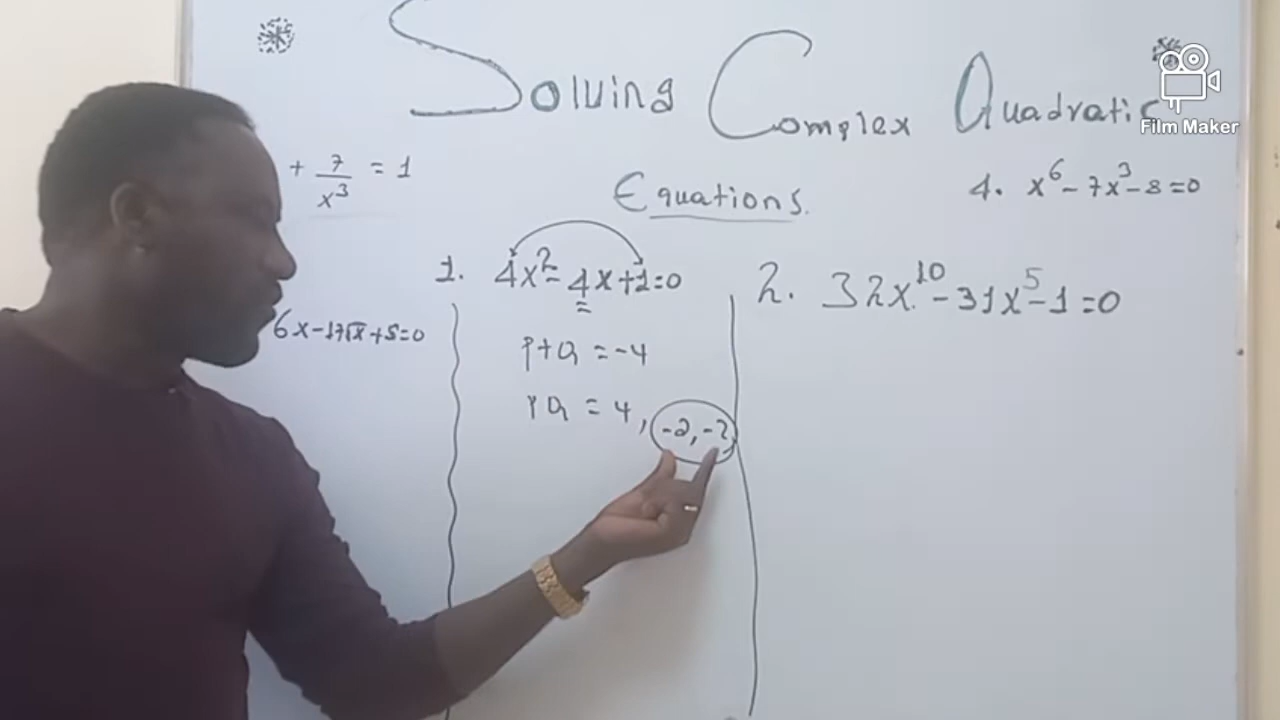 Solving Complex Quadratic
Equations.
Film Maker
+ 7/x³ = 1
4. x⁶ - 7x³ - 8 = 0
1. 4x² - 4x + 1 = 0
2. 32x¹⁰ - 31x⁵ - 1 = 0
6x - 17√x + 5 = 0
P + Q = -4
PQ = 4, -2, -2